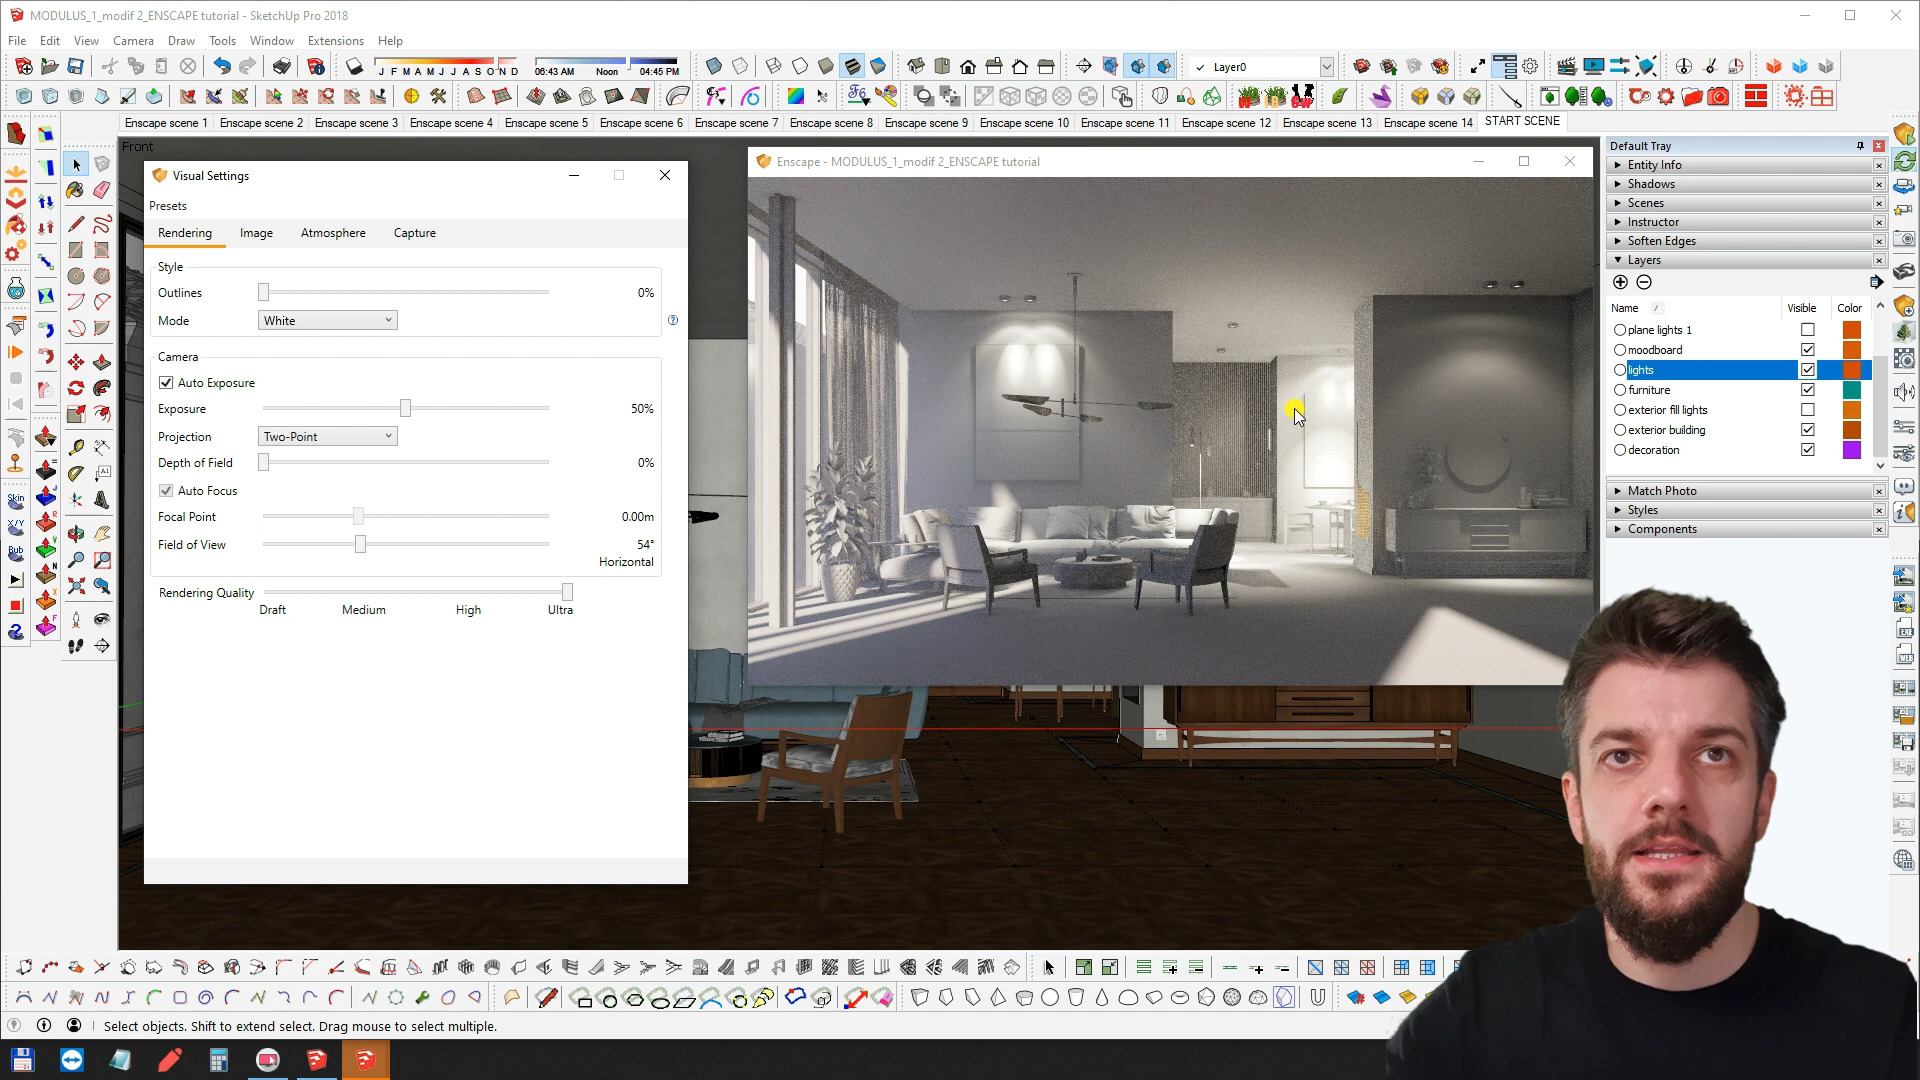 MODULUS_1_modif 2_ENSCAPE tutorial - SketchUp Pro 2018
File Edit View Camera Draw Tools Window Extensions Help
J F M A M J J A S O N D
06:43 AM Noon 04:45 PM
Layer0
Enscape scene 1 Enscape scene 2 Enscape scene 3 Enscape scene 4 Enscape scene 5 Enscape scene 6 Enscape scene 7 Enscape scene 8 Enscape scene 9 Enscape scene 10 Enscape scene 11 Enscape scene 12 Enscape scene 13 Enscape scene 14 START SCENE
Front
Visual Settings
Presets
Rendering Image Atmosphere Capture
Style
Outlines 0%
Mode White
Camera
Auto Exposure
Exposure 50%
Projection Two-Point
Depth of Field 0%
Auto Focus
Focal Point 0.00m
Field of View 54°
Horizontal
Rendering Quality
Draft Medium High Ultra
Enscape - MODULUS_1_modif 2_ENSCAPE tutorial
Default Tray
Entity Info
Shadows
Scenes
Instructor
Soften Edges
Layers
Name Visible Color
plane lights 1
moodboard
lights
furniture
exterior fill lights
exterior building
decoration
Match Photo
Styles
Components
Skin
X/Y
Bub
Select objects. Shift to extend select. Drag mouse to select multiple.